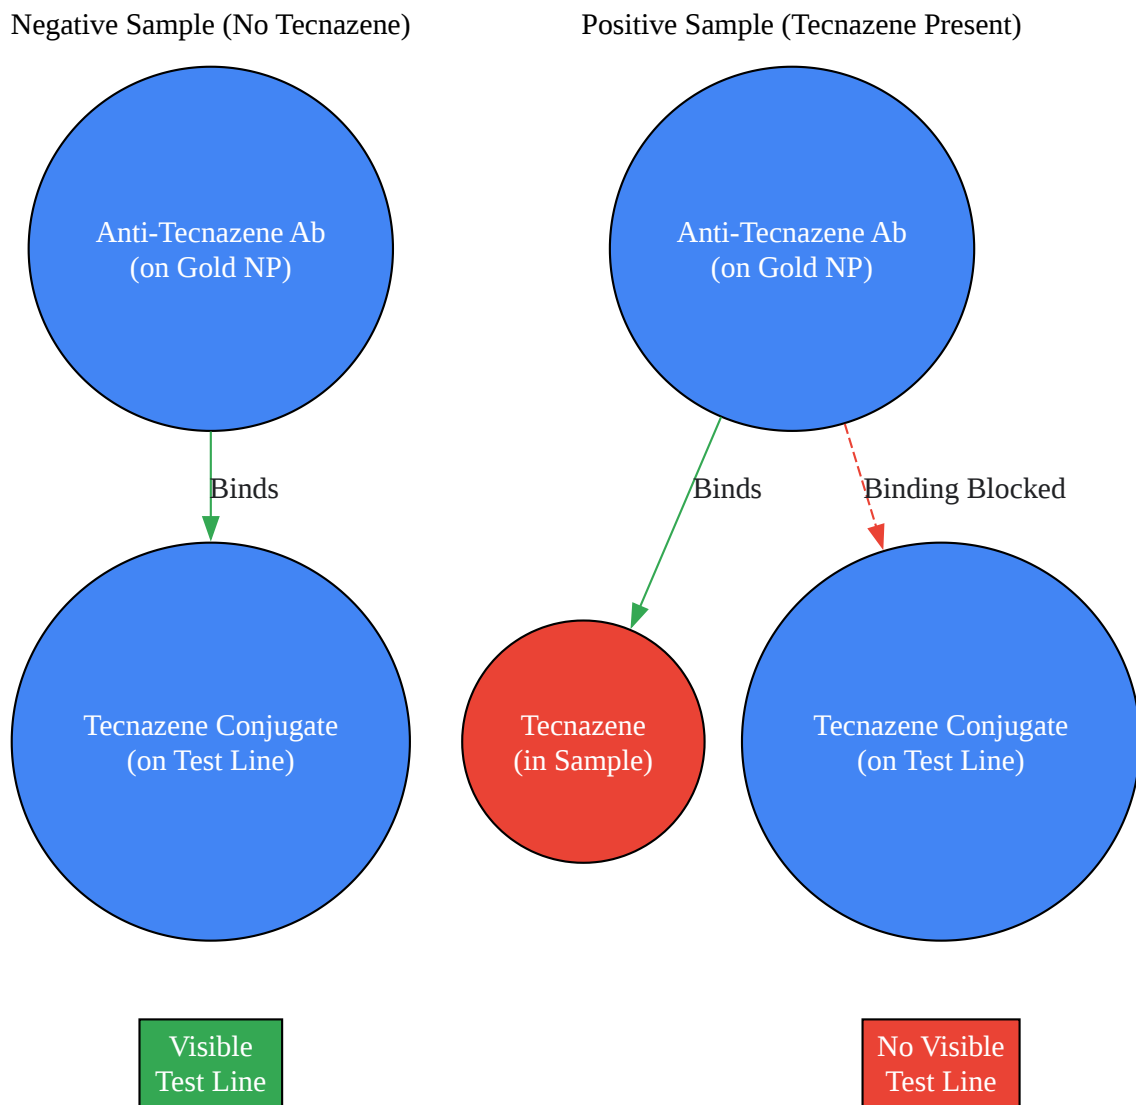 Negative Sample (No Tecnazene)
Anti-Tecnazene Ab
(on Gold NP)
Binds
Tecnazene Conjugate
(on Test Line)
Visible
Test Line
Positive Sample (Tecnazene Present)
Anti-Tecnazene Ab
(on Gold NP)
Binds
Binding Blocked
Tecnazene
(in Sample)
Tecnazene Conjugate
(on Test Line)
No Visible
Test Line